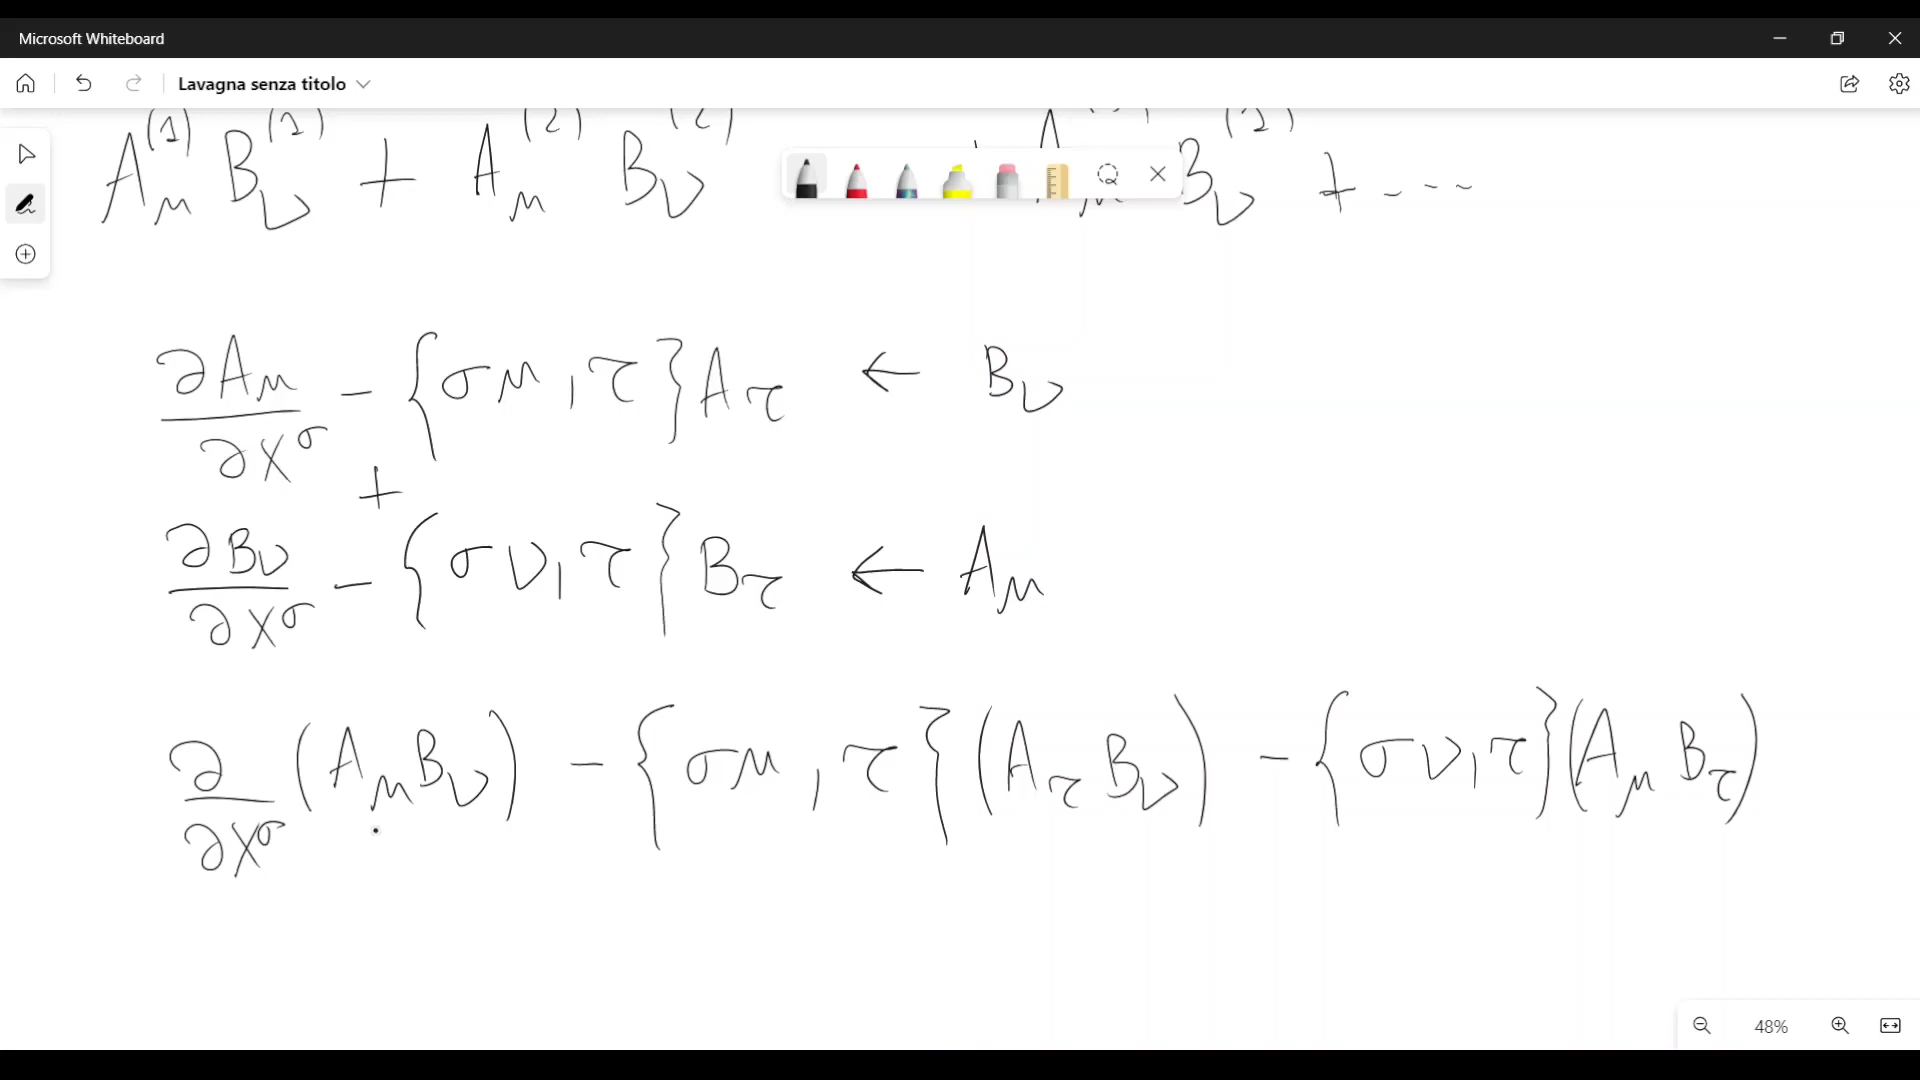 Microsoft Whiteboard
Lavagna senza titolo
A_μ^(1) B_ν^(1) + A_μ^(2) B_ν^(2) + A_μ B_ν + ---
∂A_μ/∂x^σ - {σμ, τ} A_τ ← B_ν
+
∂B_ν/∂x^σ - {σν, τ} B_τ ← A_μ
∂/∂x^σ (A_μ B_ν) - {σμ, τ} (A_τ B_ν) - {σν, τ} (A_μ B_τ)
48%